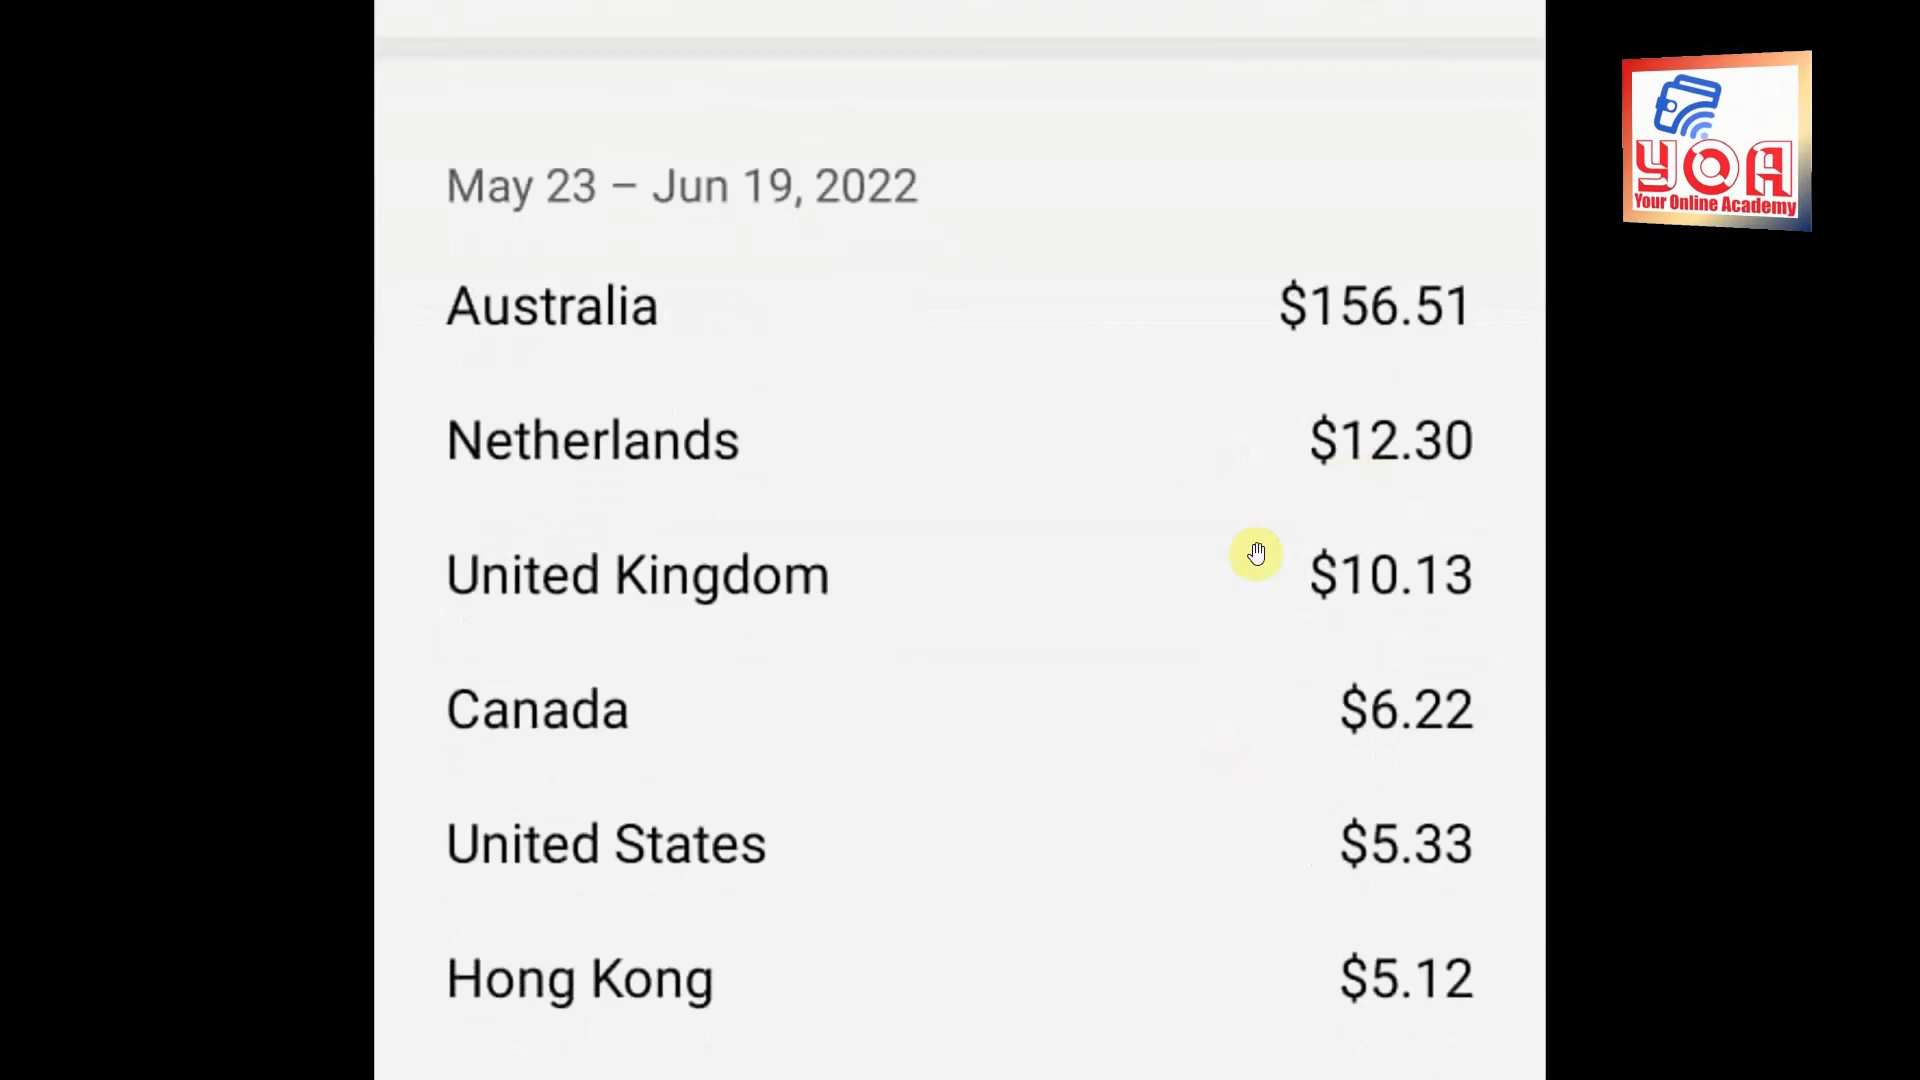 May 23 – Jun 19, 2022
Australia $156.51
Netherlands $12.30
United Kingdom $10.13
Canada $6.22
United States $5.33
Hong Kong $5.12
YOA
Your Online Academy